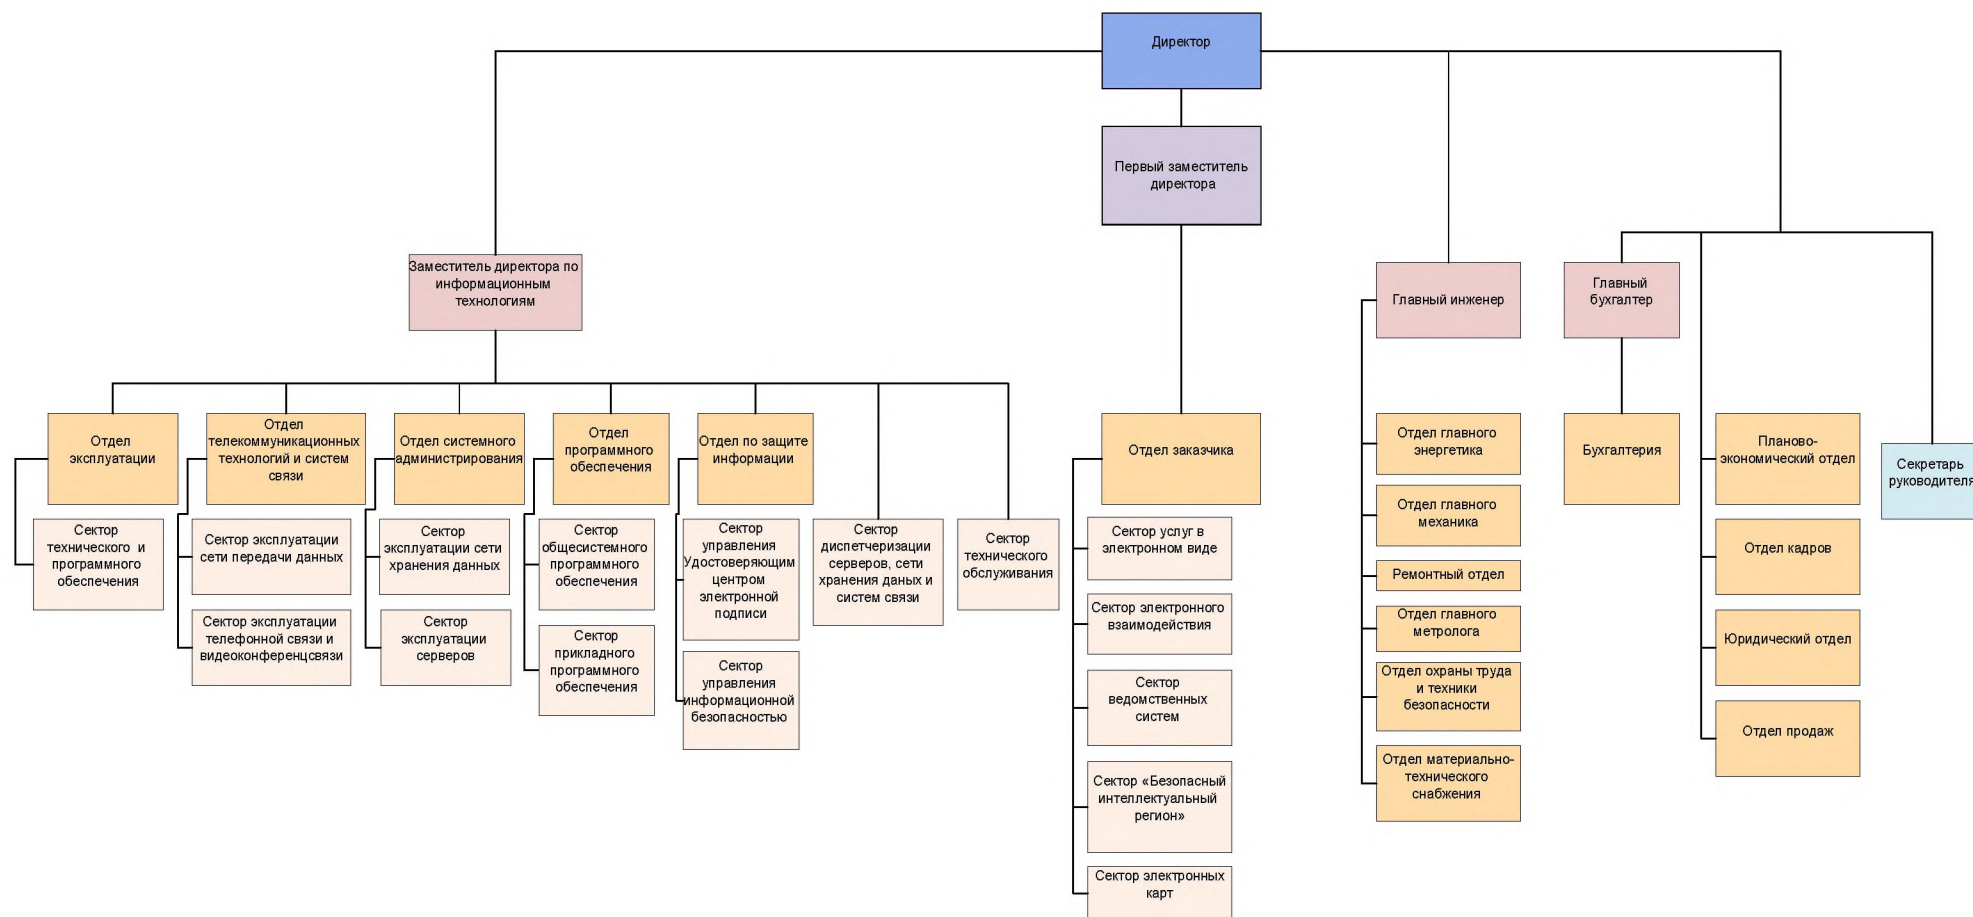 Директор
Первый заместитель
директора
Заместитель директора по
информационным
технологиям
Главный инженер
Главный
бухгалтер
Отдел
эксплуатации
Отдел
телекоммуникационных
технологий и систем
связи
Отдел системного
администрирования
Отдел
программного
обеспечения
Отдел по защите
информации
Отдел заказчика
Отдел главного
энергетика
Бухгалтерия
Планово-
экономический отдел
Секретарь
руководителя
Сектор
технического и
программного
обеспечения
Сектор эксплуатации
сети передачи данных
Сектор эксплуатации
телефонной связи и
видеоконференцсвязи
Сектор
эксплуатации сети
хранения данных
Сектор
эксплуатации
серверов
Сектор
общесистемного
программного
обеспечения
Сектор
прикладного
программного
обеспечения
Сектор
управления
Удостоверяющим
центром
электронной
подписи
Сектор
управления
информационной
безопасностью
Сектор
диспетчеризации
серверов, сети
хранения даных и
систем связи
Сектор
технического
обслуживания
Сектор услуг в
электронном виде
Сектор электронного
взаимодействия
Сектор
ведомственных
систем
Сектор «Безопасный
интеллектуальный
регион»
Сектор электронных
карт
Отдел главного
механика
Ремонтный отдел
Отдел главного
метролога
Отдел охраны труда
и техники
безопасности
Отдел материально-
технического
снабжения
Отдел кадров
Юридический отдел
Отдел продаж